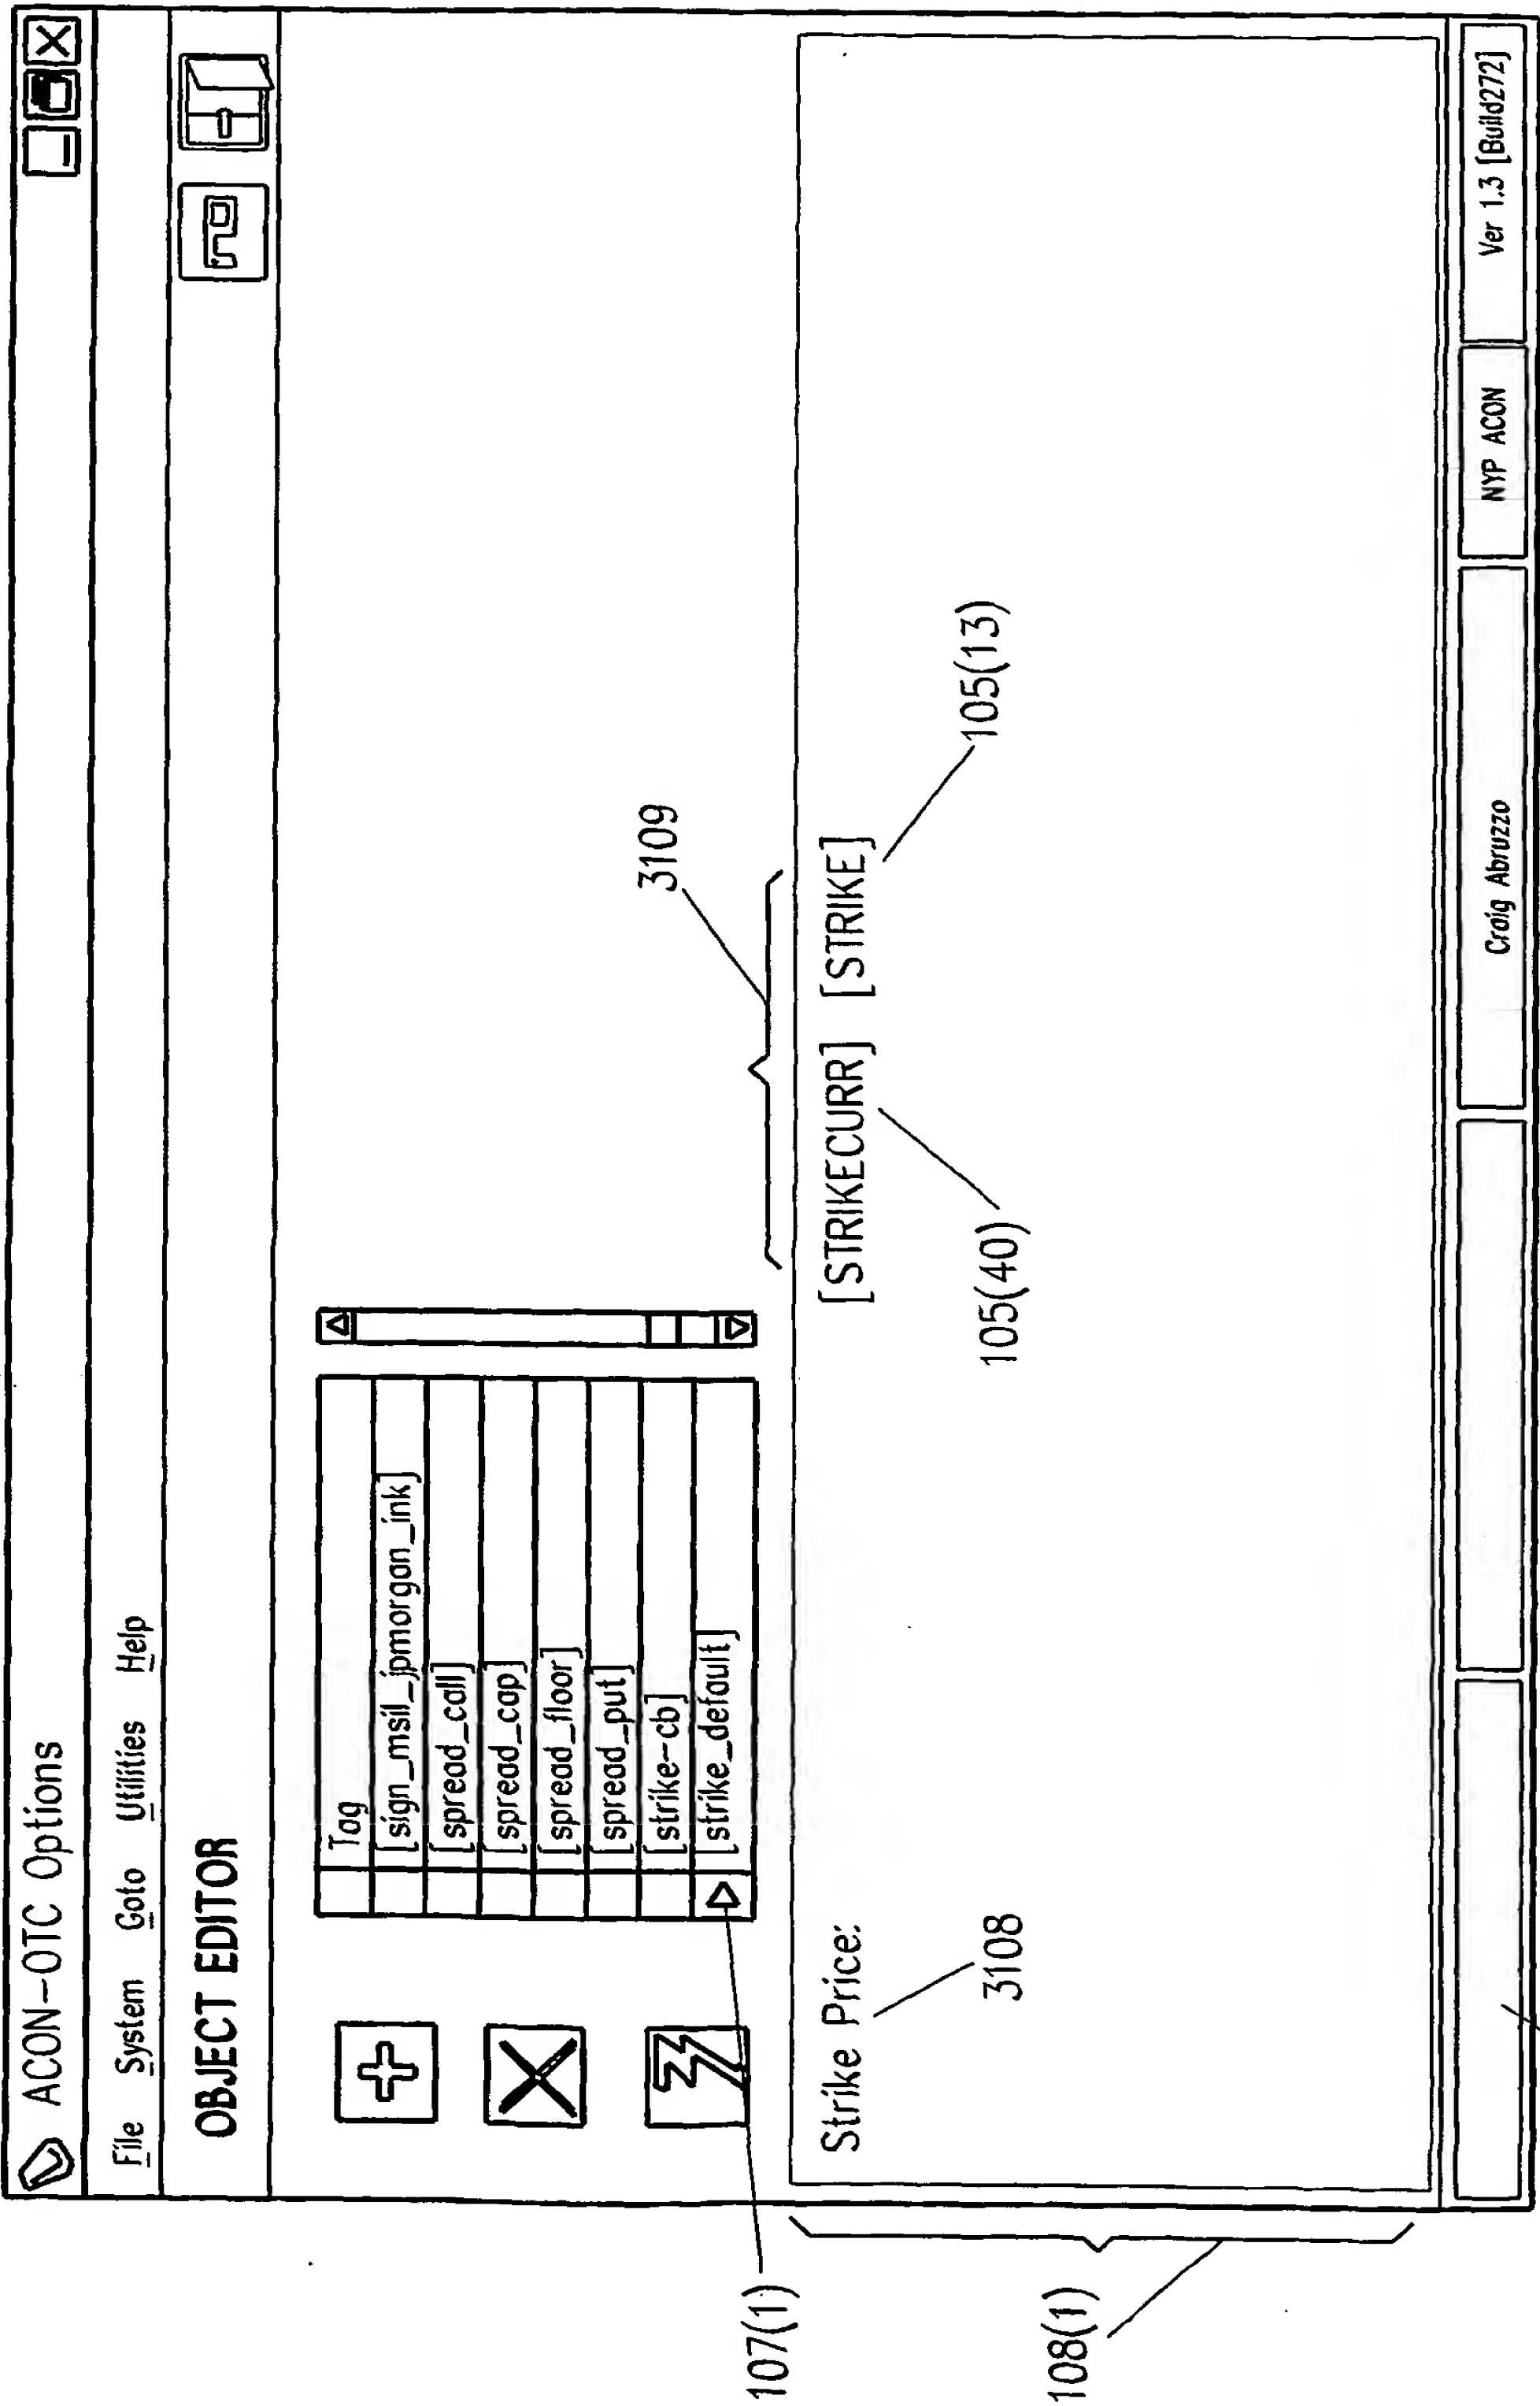 ACON-OTC Options
File System Goto Utilities Help
OBJECT EDITOR
Tag
[sign_msil_jpmorgan_ink]
[spread_call]
[spread_cap]
[spread_floor]
[spread_put]
[strike-cb]
[strike_default]
107(1)
3109
Strike Price: [STRIKECURR] [STRIKE]
3108
105(40)
105(13)
108(1)
Craig Abruzzo NYP ACON Ver 1.3 [Build272]